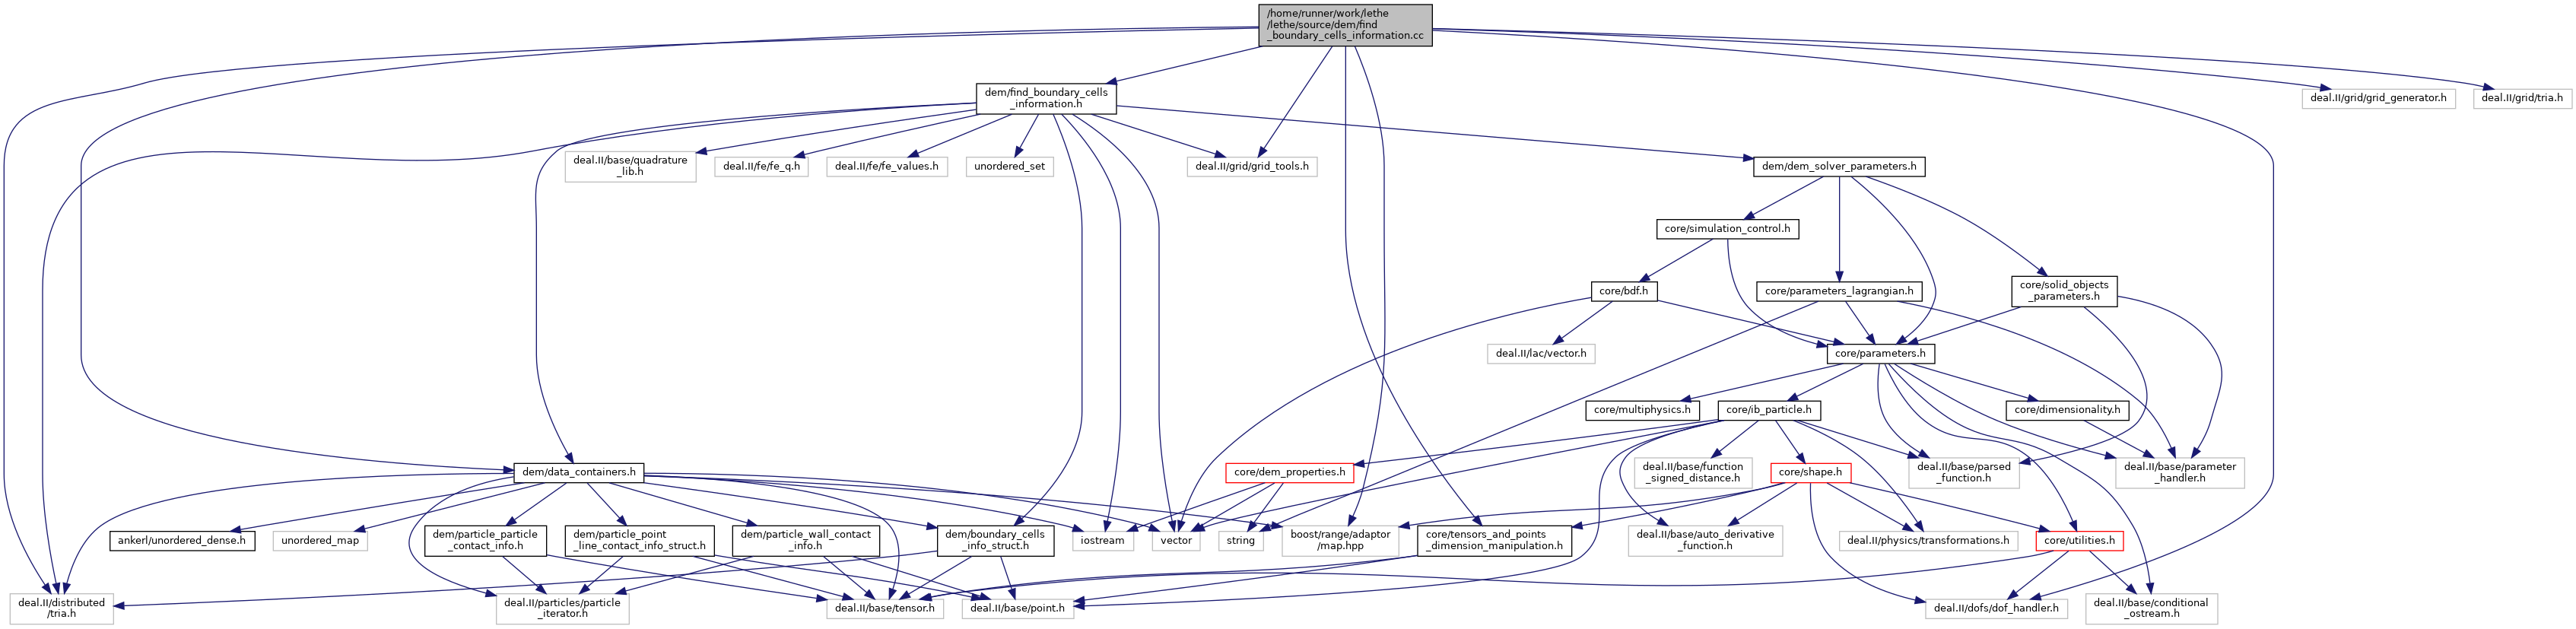 /home/runner/work/lethe
/lethe/source/dem/find
_boundary_cells_information.cc
dem/find_boundary_cells
_information.h
deal.II/grid/grid_generator.h
deal.II/grid/tria.h
deal.II/base/quadrature
_lib.h
deal.II/fe/fe_q.h
deal.II/fe/fe_values.h
unordered_set
deal.II/grid/grid_tools.h
dem/dem_solver_parameters.h
core/simulation_control.h
core/bdf.h
core/parameters_lagrangian.h
core/solid_objects
_parameters.h
deal.II/lac/vector.h
core/parameters.h
core/multiphysics.h
core/ib_particle.h
core/dimensionality.h
dem/data_containers.h
core/dem_properties.h
deal.II/base/function
_signed_distance.h
core/shape.h
deal.II/base/parsed
_function.h
deal.II/base/parameter
_handler.h
ankerl/unordered_dense.h
unordered_map
dem/particle_particle
_contact_info.h
dem/particle_point
_line_contact_info_struct.h
dem/particle_wall_contact
_info.h
dem/boundary_cells
_info_struct.h
iostream
vector
string
boost/range/adaptor
/map.hpp
core/tensors_and_points
_dimension_manipulation.h
deal.II/base/auto_derivative
_function.h
deal.II/physics/transformations.h
core/utilities.h
deal.II/distributed
/tria.h
deal.II/particles/particle
_iterator.h
deal.II/base/tensor.h
deal.II/base/point.h
deal.II/dofs/dof_handler.h
deal.II/base/conditional
_ostream.h